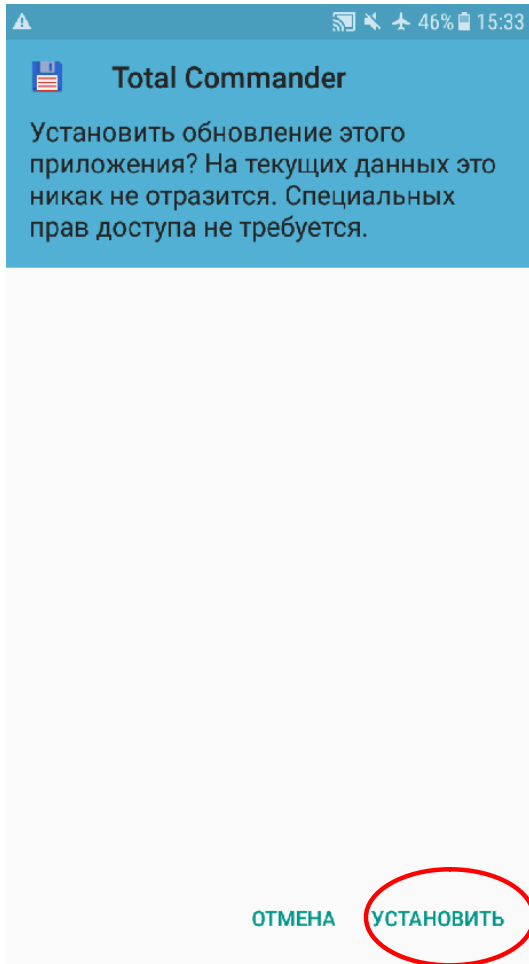 46% 15:33
Total Commander
Установить обновление этого
приложения? На текущих данных это
никак не отразится. Специальных
прав доступа не требуется.
ОТМЕНА УСТАНОВИТЬ